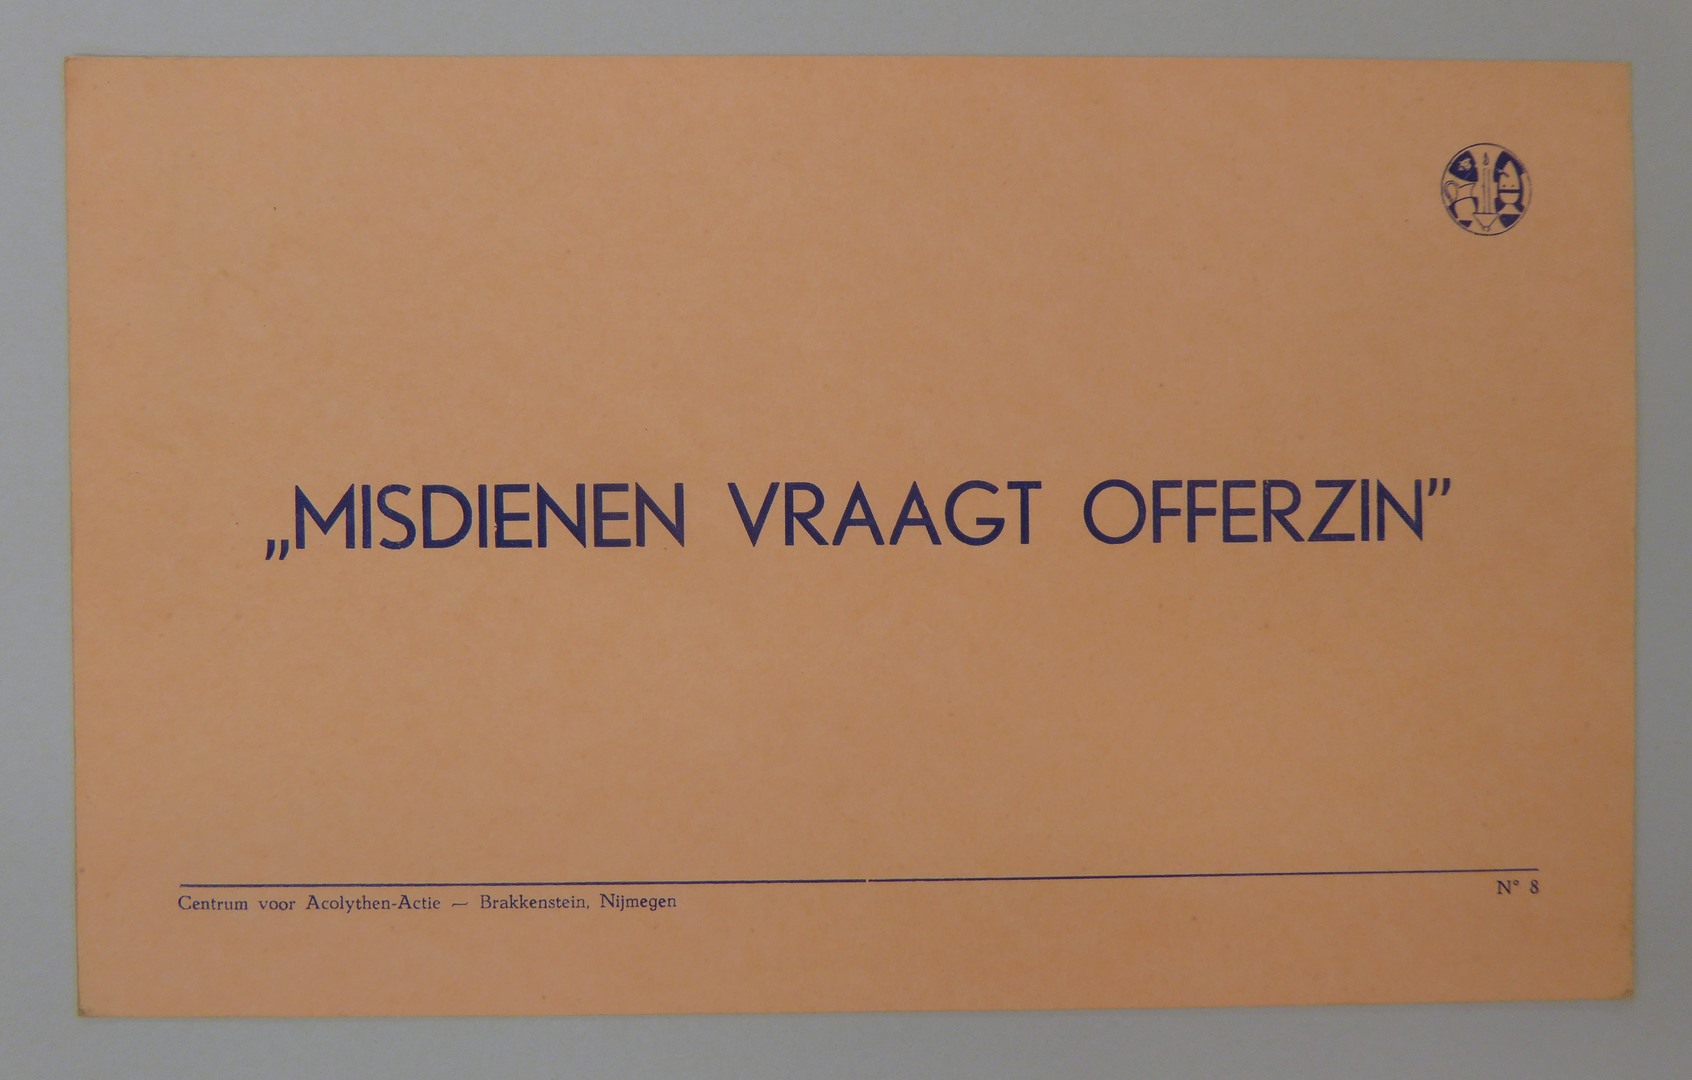 „MISDIENEN VRAAGT OFFERZIN”
Centrum voor Acolythen-Actie — Brakkenstein, Nijmegen
N° 8